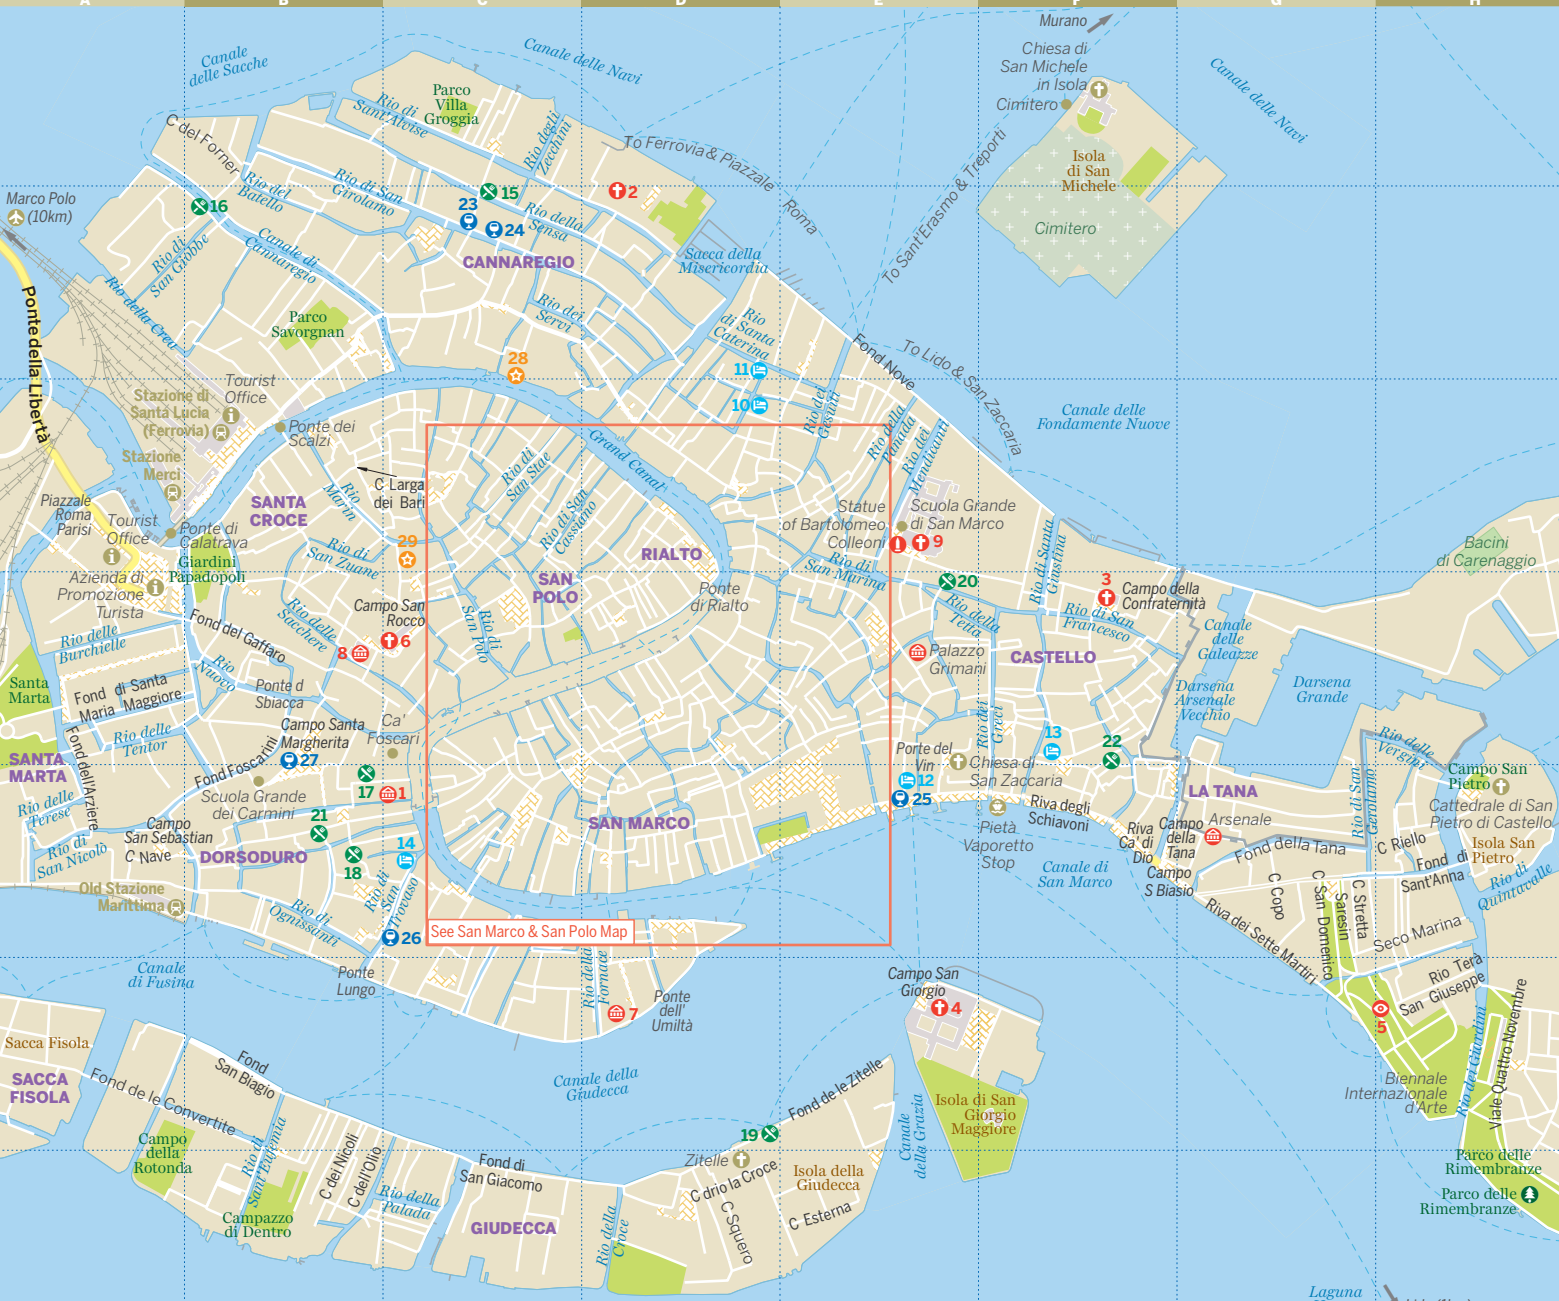 A
B
C
D
E
F
G
H
Murano
Canale
delle Sacche
Canale delle Navi
Chiesa di
San Michele
in Isola
Cimitero
Canale delle Navi
Parco
Villa
Groggia
Rio di
Sant'Alvise
Rio degli
Zecchini
C del Forner
To Ferrovia & Piazzale
Roma
To Sant'Erasmo & Treporti
Isola
di San
Michele
Cimitero
Marco Polo
(10km)
16
Rio del
Batello
Rio di San
Girolamo
15
2
23
24
Rio della
Sensa
CANNAREGIO
Canale di
Cannaregio
Rio di
San Giobbe
Rio della Crea
Sacca della
Misericordia
Ponte della Libertà
Parco
Savorgnan
Rio dei
Servi
Rio
di Santa
Caterina
Fond Nove
To Lido & San Zaccaria
28
11
10
Tourist
Office
Stazione di
Santa Lucia
(Ferrovia)
Ponte dei
Scalzi
Stazione
Merci
Rio dei
Gesuiti
Rio della
Panada
Rio dei
Mendicanti
Canale delle
Fondamente Nuove
Grand Canal
Rio di
San Stae
C Larga
dei Bari
Rio
Marin
SANTA
CROCE
Piazzale
Roma
Parisi
Tourist
Office
Ponte di
Calatrava
Rio di San
Cassiano
Statue
of Bartolomeo
Colleoni
Scuola Grande
di San Marco
9
Giardini
Papadopoli
Rio di
San Zuane
29
RIALTO
Rio di
San Marina
Rio di Santa
Giustina
Bacini
di Carenaggio
Azienda di
Promozione
Turista
SAN
POLO
Ponte
di Rialto
20
3
Campo della
Confraternità
Campo San
Rocco
Rio delle
Sacchere
Fond del Gaffaro
Rio delle
Burchielle
Rio di
San Polo
Rio della
Tetta
Rio di San
Francesco
Canale
delle
Galeazze
8
6
Palazzo
Grimani
CASTELLO
Rio
Nuovo
Santa
Marta
Fond di Santa
Maria Maggiore
Ponte d
Sbiacca
Darsena
Arsenale
Vecchio
Darsena
Grande
Campo Santa
Margherita
Ca'
Foscari
Rio delle
Tentor
Rio dei
Greci
13
22
Rio delle
Vergini
SANTA
MARTA
Fond dell'Arziere
Fond Foscarini
27
Porte del
Vin
Chiesa di
San Zaccaria
12
25
LA TANA
Campo San
Pietro
Scuola Grande
dei Carmini
17
1
Rio delle
Terese
21
SAN MARCO
Riva degli
Schiavoni
Pietà
Vaporetto
Stop
Rio di San
Gerolamo
Cattedrale di San
Pietro di Castello
Campo
San Sebastian
C Nave
Rio di
San Nicolò
DORSODURO
18
14
Riva
Ca' di
Dio
Campo
della
Tana
Arsenale
Fond della Tana
C Riello
Isola San
Pietro
Canale di
San Marco
Campo
S Biasio
Fond di
Sant'Anna
Rio di
Quintacalle
Old Stazione
Marittima
Rio di
San
Trovaso
Rio di
Ognissanti
26
See San Marco & San Polo Map
C Copo
C San Domenico
Saresin
C Stretta
Riva dei Sette Martiri
Seco Marina
Canale
di Fusina
Ponte
Lungo
Rio della
Fornace
7
Ponte
dell'
Umiltà
Campo San
Giorgio
4
Rio Terà
San Giuseppe
5
Sacca Fisola
SACCA
FISOLA
Fond
San Biagio
Canale della
Giudecca
Fond de le Zitelle
Isola di San
Giorgio
Maggiore
Canale
della Grazia
Biennale
Internazionale
d'Arte
Rio dei Giardini
Viale Quattro Novembre
Fond de le Convertite
Campo
della
Rotonda
Rio di
Sant'Eufemia
C dei Nicoli
C dell'Olio
19
Zitelle
Fond di
San Giacomo
C drio la Croce
Isola della
Giudecca
Parco delle
Rimembranze
Parco delle
Rimembranze
Campazzo
di Dentro
Rio della
Palada
GIUDECCA
Rio della
Croce
C Squero
C Esterna
Laguna